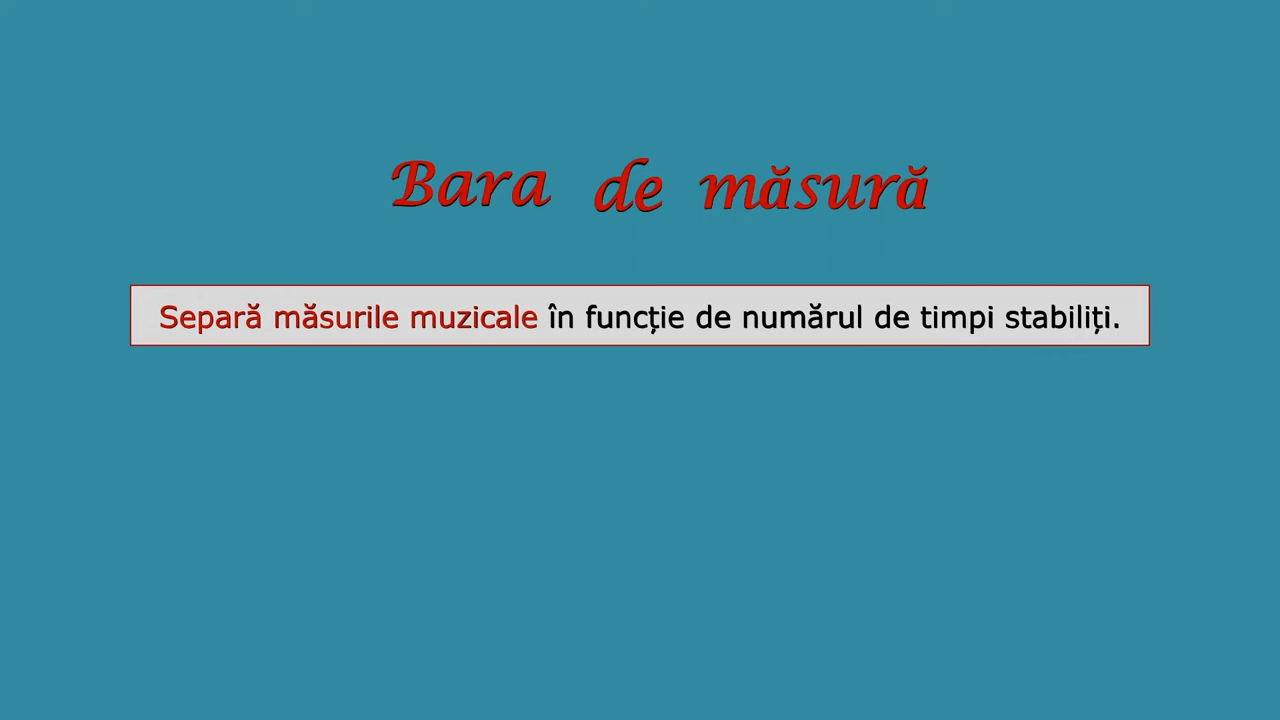 Bara de măsură
Separă măsurile muzicale în funcție de numărul de timpi stabiliți.